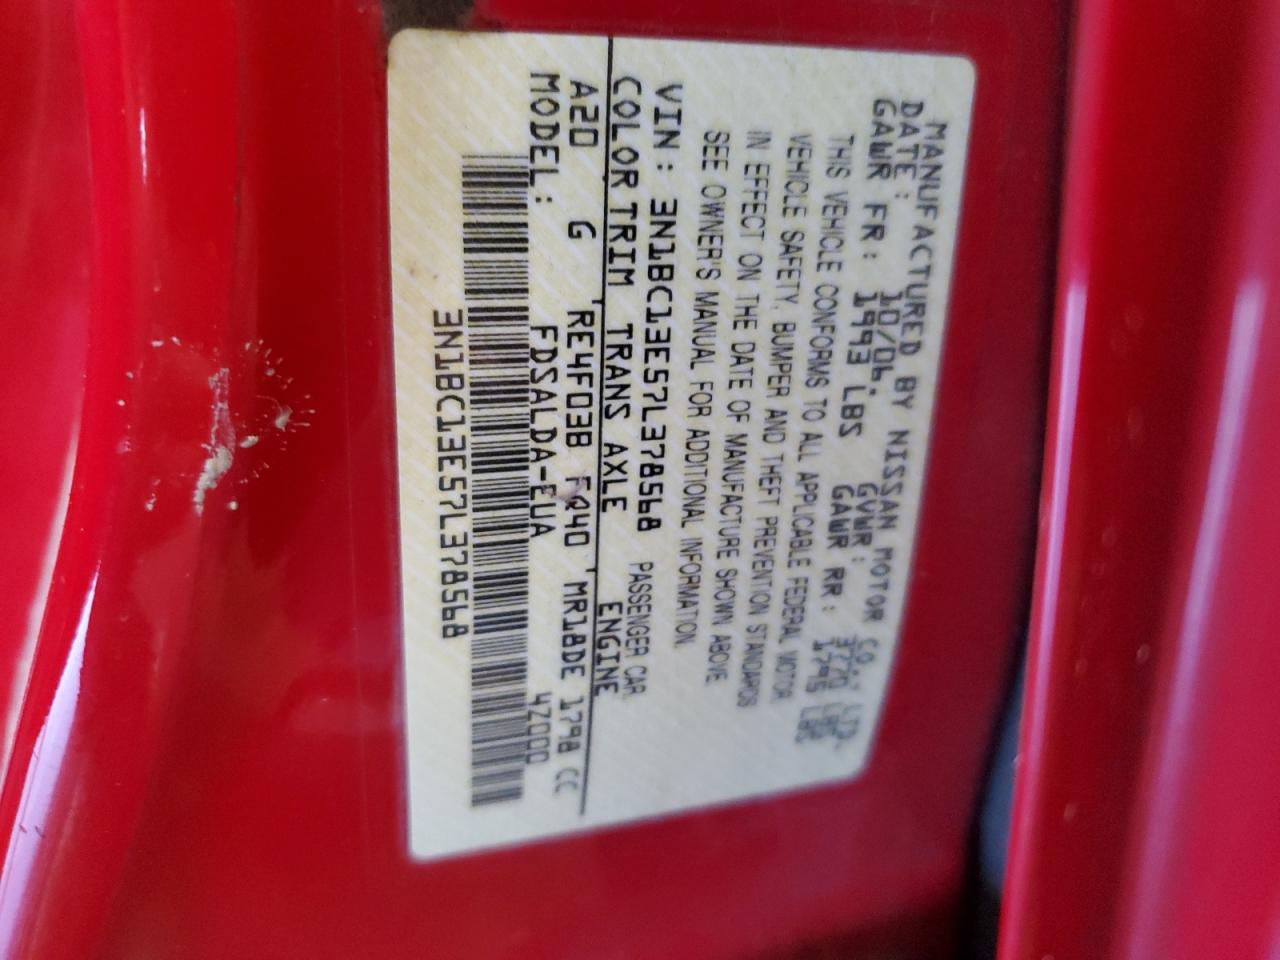 MANUFACTURED BY NISSAN MOTOR CO., LTD.
DATE: 10/06. GVWR: 3770 LBS
GAWR FR: 1993 LBS GAWR RR: 1795 LBS
THIS VEHICLE CONFORMS TO ALL APPLICABLE FEDERAL MOTOR
VEHICLE SAFETY, BUMPER AND THEFT PREVENTION STANDARDS
IN EFFECT ON THE DATE OF MANUFACTURE SHOWN ABOVE.
SEE OWNER'S MANUAL FOR ADDITIONAL INFORMATION.
VIN: 3N1BC13E57L378568 PASSENGER CAR
COLOR TRIM TRANS AXLE ENGINE
A20 G RE4F03B FQ40 MR18DE 1798 CC
MODEL: FDSALDA-EUA 4Z000
3N1BC13E57L378568